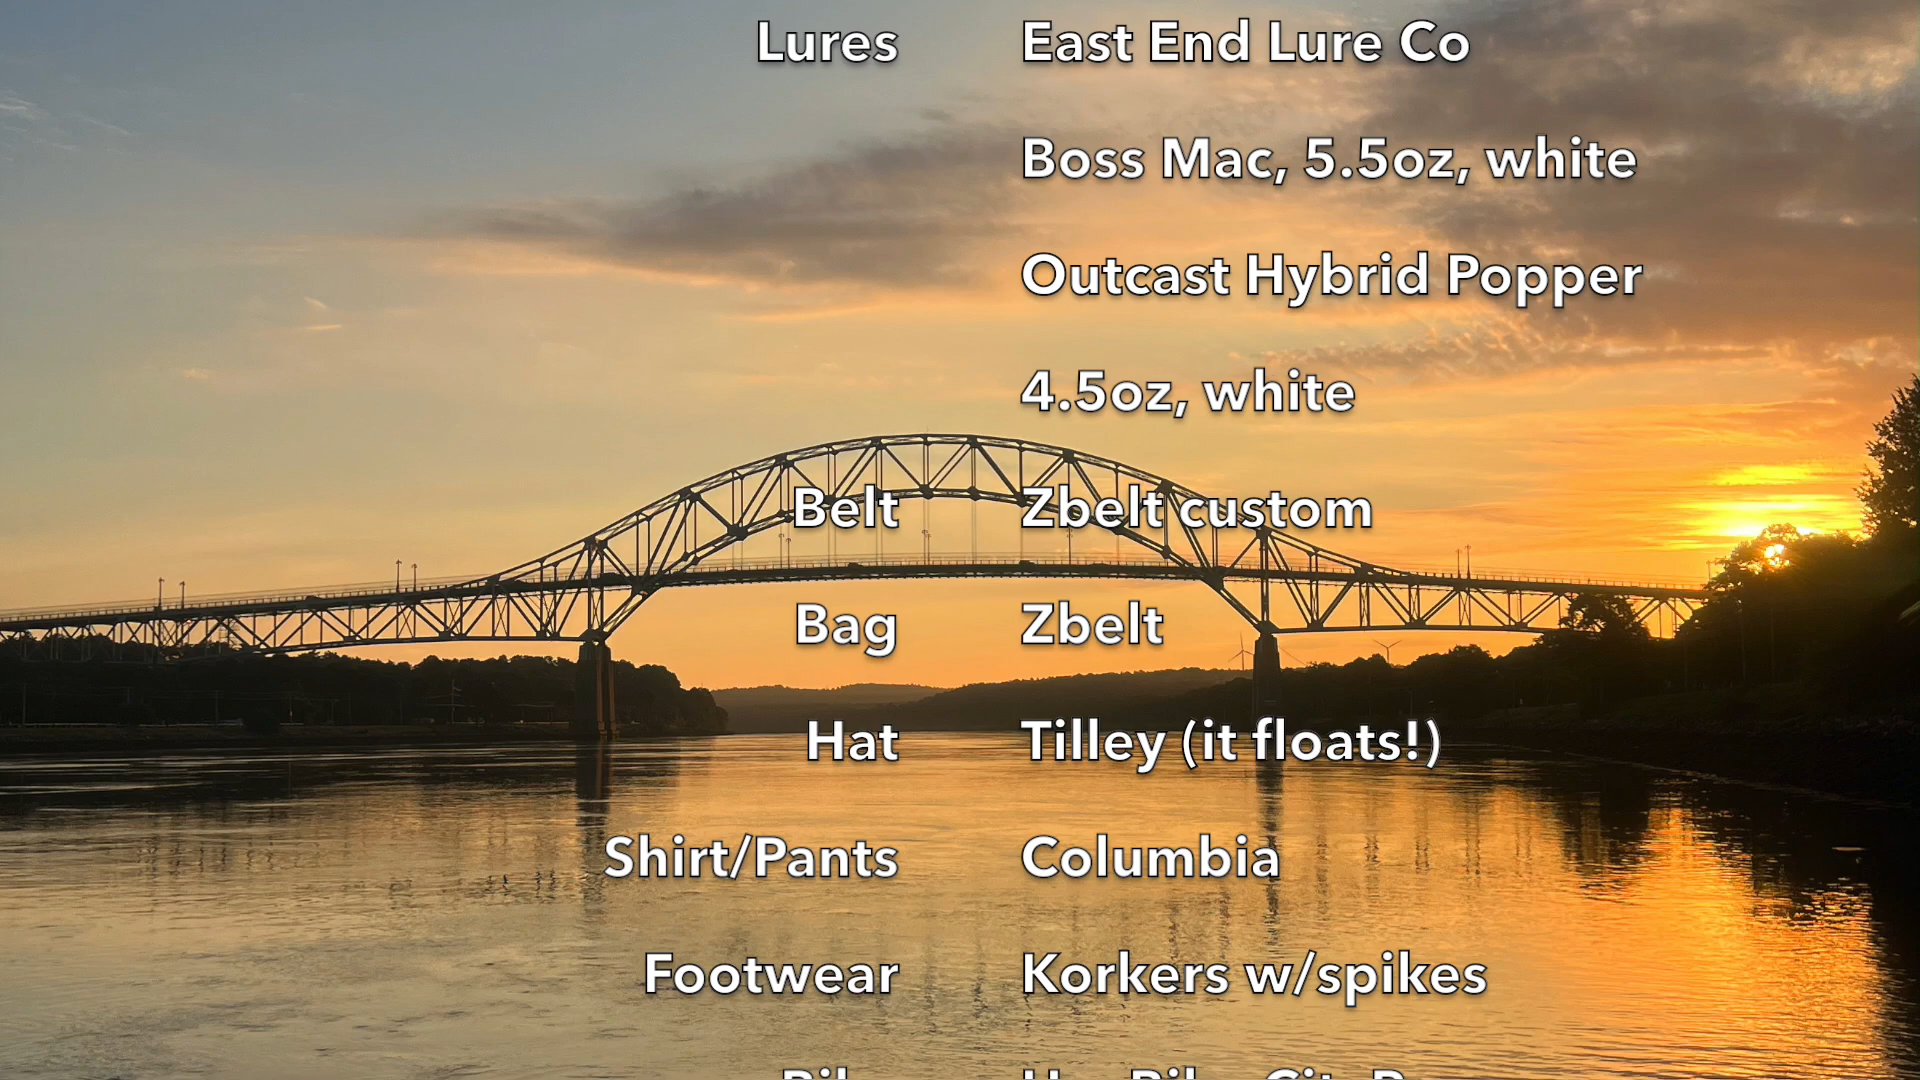 Lures East End Lure Co
Boss Mac, 5.5oz, white
Outcast Hybrid Popper
4.5oz, white
Belt Zbelt custom
Bag Zbelt
Hat Tilley (it floats!)
Shirt/Pants Columbia
Footwear Korkers w/spikes